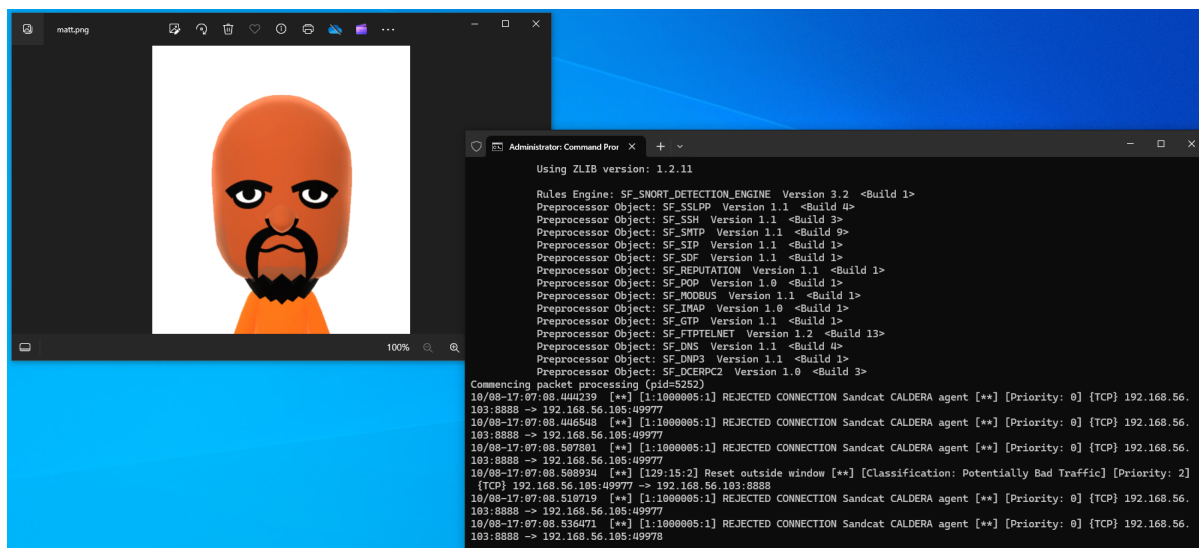 matt.png
100%
Administrator: Command Pror
Using ZLIB version: 1.2.11
Rules Engine: SF_SNORT_DETECTION_ENGINE  Version 3.2  <Build 1>
Preprocessor Object: SF_SSLPP  Version 1.1  <Build 4>
Preprocessor Object: SF_SSH  Version 1.1  <Build 3>
Preprocessor Object: SF_SMTP  Version 1.1  <Build 9>
Preprocessor Object: SF_SIP  Version 1.1  <Build 1>
Preprocessor Object: SF_SDF  Version 1.1  <Build 1>
Preprocessor Object: SF_REPUTATION  Version 1.1  <Build 1>
Preprocessor Object: SF_POP  Version 1.0  <Build 1>
Preprocessor Object: SF_MODBUS  Version 1.1  <Build 1>
Preprocessor Object: SF_IMAP  Version 1.0  <Build 1>
Preprocessor Object: SF_GTP  Version 1.1  <Build 1>
Preprocessor Object: SF_FTPTELNET  Version 1.2  <Build 13>
Preprocessor Object: SF_DNS  Version 1.1  <Build 4>
Preprocessor Object: SF_DNP3  Version 1.1  <Build 1>
Preprocessor Object: SF_DCERPC2  Version 1.0  <Build 3>
Commencing packet processing (pid=5252)
10/08-17:07:08.444239  [**] [1:1000005:1] REJECTED CONNECTION Sandcat CALDERA agent [**] [Priority: 0] {TCP} 192.168.56.
103:8888 -> 192.168.56.105:49977
10/08-17:07:08.446548  [**] [1:1000005:1] REJECTED CONNECTION Sandcat CALDERA agent [**] [Priority: 0] {TCP} 192.168.56.
103:8888 -> 192.168.56.105:49977
10/08-17:07:08.507801  [**] [1:1000005:1] REJECTED CONNECTION Sandcat CALDERA agent [**] [Priority: 0] {TCP} 192.168.56.
103:8888 -> 192.168.56.105:49977
10/08-17:07:08.508934  [**] [129:15:2] Reset outside window [**] [Classification: Potentially Bad Traffic] [Priority: 2]
{TCP} 192.168.56.105:49977 -> 192.168.56.103:8888
10/08-17:07:08.510719  [**] [1:1000005:1] REJECTED CONNECTION Sandcat CALDERA agent [**] [Priority: 0] {TCP} 192.168.56.
103:8888 -> 192.168.56.105:49977
10/08-17:07:08.536471  [**] [1:1000005:1] REJECTED CONNECTION Sandcat CALDERA agent [**] [Priority: 0] {TCP} 192.168.56.
103:8888 -> 192.168.56.105:49978